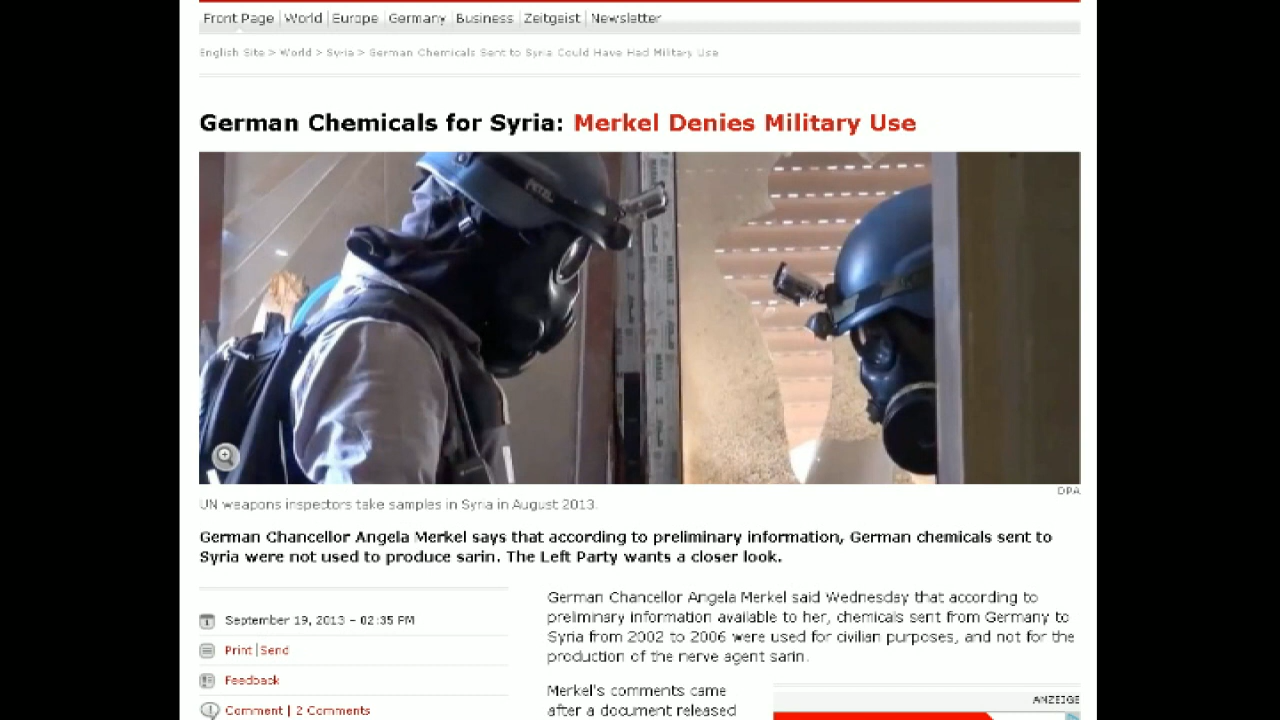 Front Page | World | Europe | Germany | Business | Zeitgeist | Newsletter
English Site > World > Syria > German Chemicals Sent to Syria Could Have Had Military Use
German Chemicals for Syria: Merkel Denies Military Use
PETZL
DPA
UN weapons inspectors take samples in Syria in August 2013.
German Chancellor Angela Merkel says that according to preliminary information, German chemicals sent to
Syria were not used to produce sarin. The Left Party wants a closer look.
September 19, 2013 – 02:35 PM
Print | Send
Feedback
Comment | 2 Comments
German Chancellor Angela Merkel said Wednesday that according to
preliminary information available to her, chemicals sent from Germany to
Syria from 2002 to 2006 were used for civilian purposes, and not for the
production of the nerve agent sarin.
Merkel's comments came
after a document released
ANZEIGE